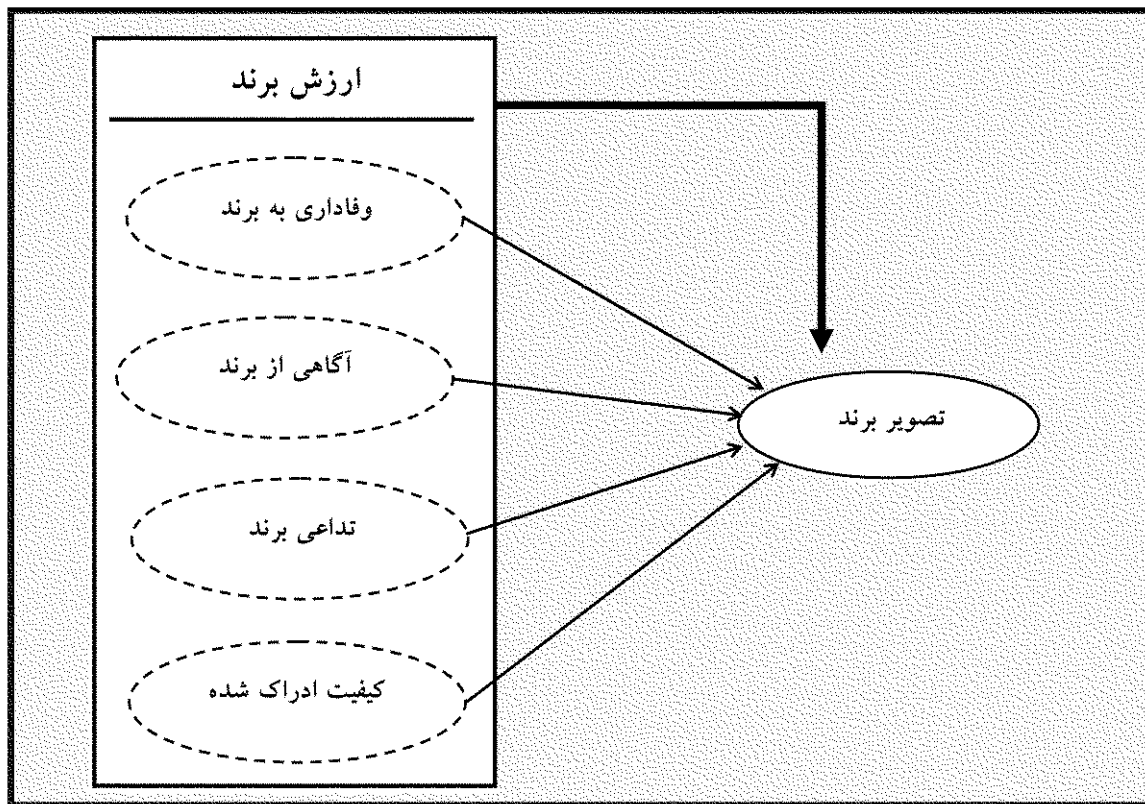 ارزش برند
وفاداری به برند
آگاهی از برند
تداعی برند
کیفیت ادراک شده
تصویر برند